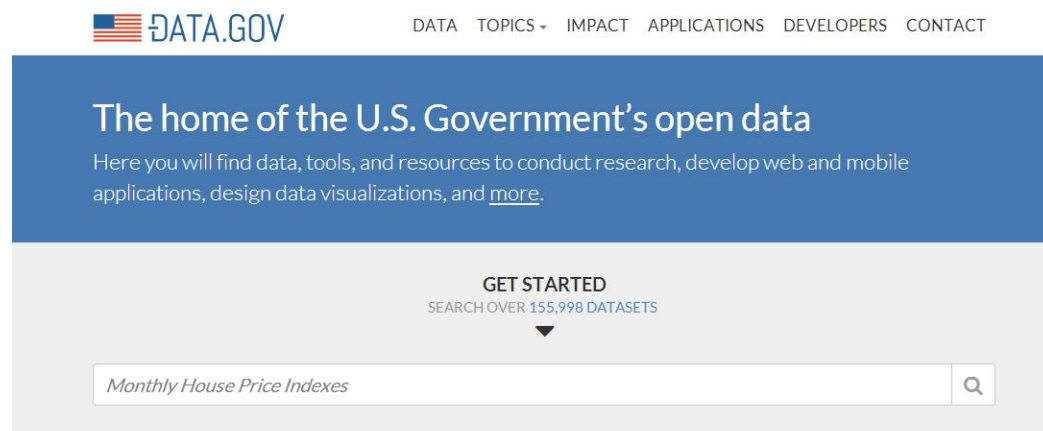 DATA.GOV
DATA TOPICS IMPACT APPLICATIONS DEVELOPERS CONTACT
The home of the U.S. Government’s open data
Here you will find data, tools, and resources to conduct research, develop web and mobile
applications, design data visualizations, and more.
GET STARTED
SEARCH OVER 155,998 DATASETS
Monthly House Price Indexes